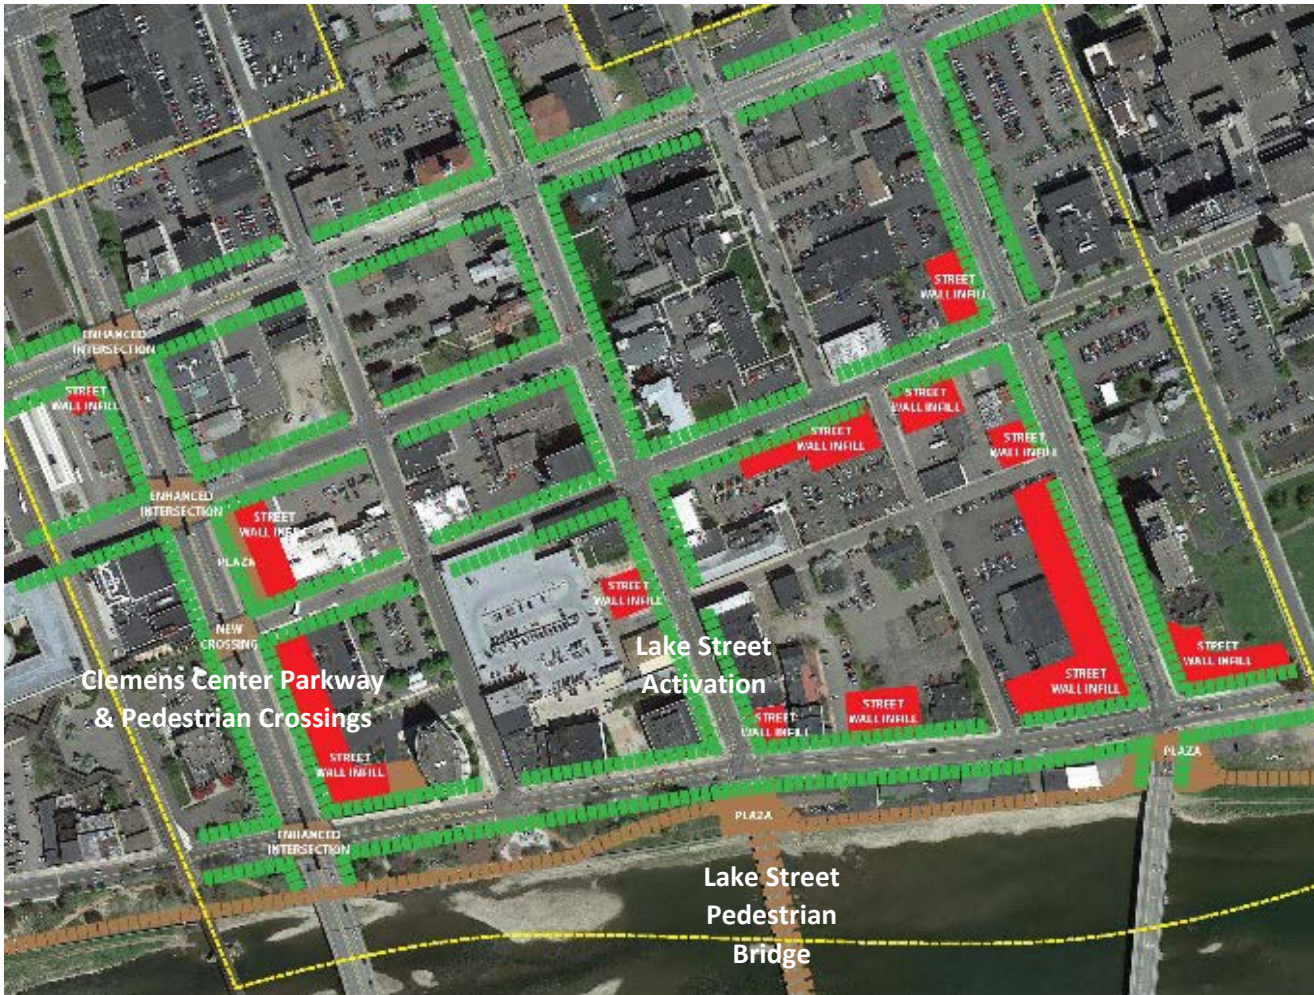 STREET
WALL INFILL
ENHANCED
INTERSECTION
STREET
WALL INFILL
STREET
WALL INFILL
STREET
WALL INFILL
STREET
WALL INFILL
ENHANCED
INTERSECTION
STREET
WALL INFILL
PLAZA
STREET
WALL INFILL
NEW
CROSSING
Lake Street
Activation
STREET
WALL INFILL
Clemens Center Parkway
& Pedestrian Crossings
STREET
WALL INFILL
STREET
WALL INFILL
STREET
WALL INFILL
STREET
WALL INFILL
PLAZA
PLAZA
ENHANCED
INTERSECTION
Lake Street
Pedestrian
Bridge